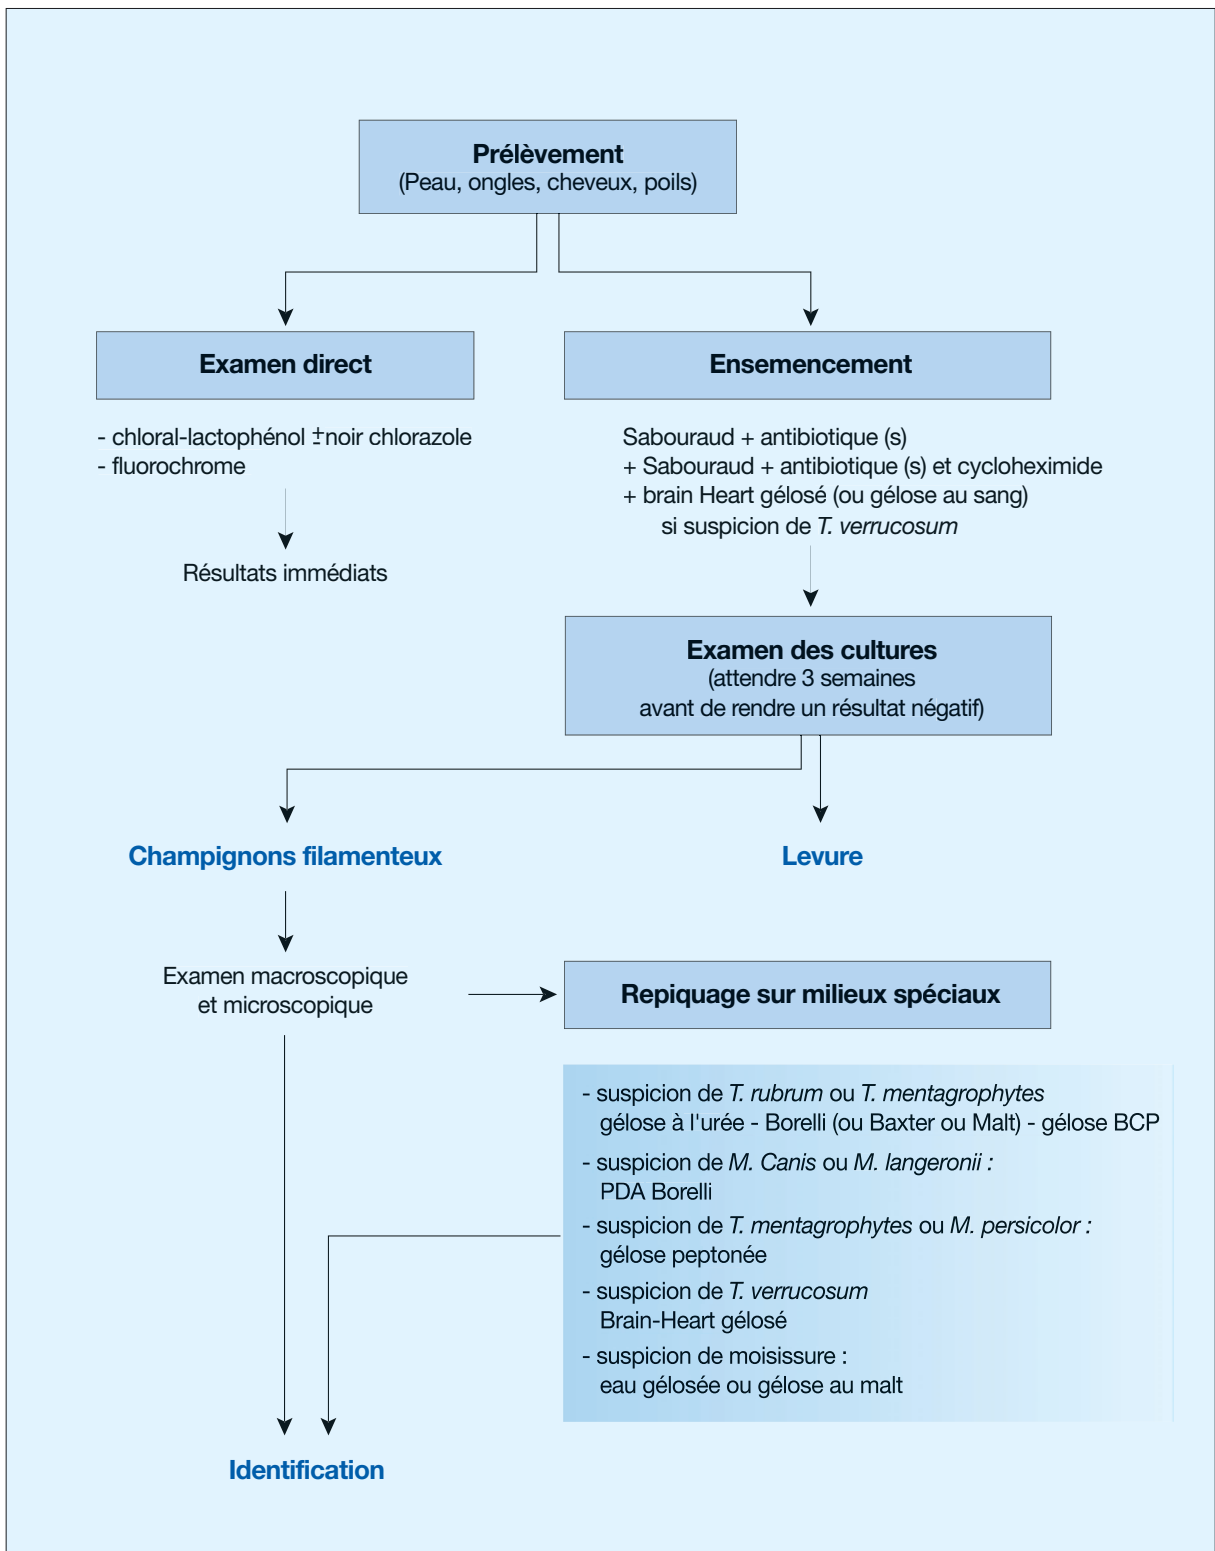 Prélèvement
(Peau, ongles, cheveux, poils)
Examen direct
- chloral-lactophénol ±noir chlorazole
- fluorochrome
Résultats immédiats
Ensemencement
Sabouraud + antibiotique (s)
+ Sabouraud + antibiotique (s) et cycloheximide
+ brain Heart gélosé (ou gélose au sang)
si suspicion de T. verrucosum
Examen des cultures
(attendre 3 semaines
avant de rendre un résultat négatif)
Champignons filamenteux
Levure
Examen macroscopique
et microscopique
Repiquage sur milieux spéciaux
- suspicion de T. rubrum ou T. mentagrophytes
gélose à l'urée - Borelli (ou Baxter ou Malt) - gélose BCP
- suspicion de M. Canis ou M. langeronii :
PDA Borelli
- suspicion de T. mentagrophytes ou M. persicolor :
gélose peptonée
- suspicion de T. verrucosum
Brain-Heart gélosé
- suspicion de moisissure :
eau gélosée ou gélose au malt
Identification